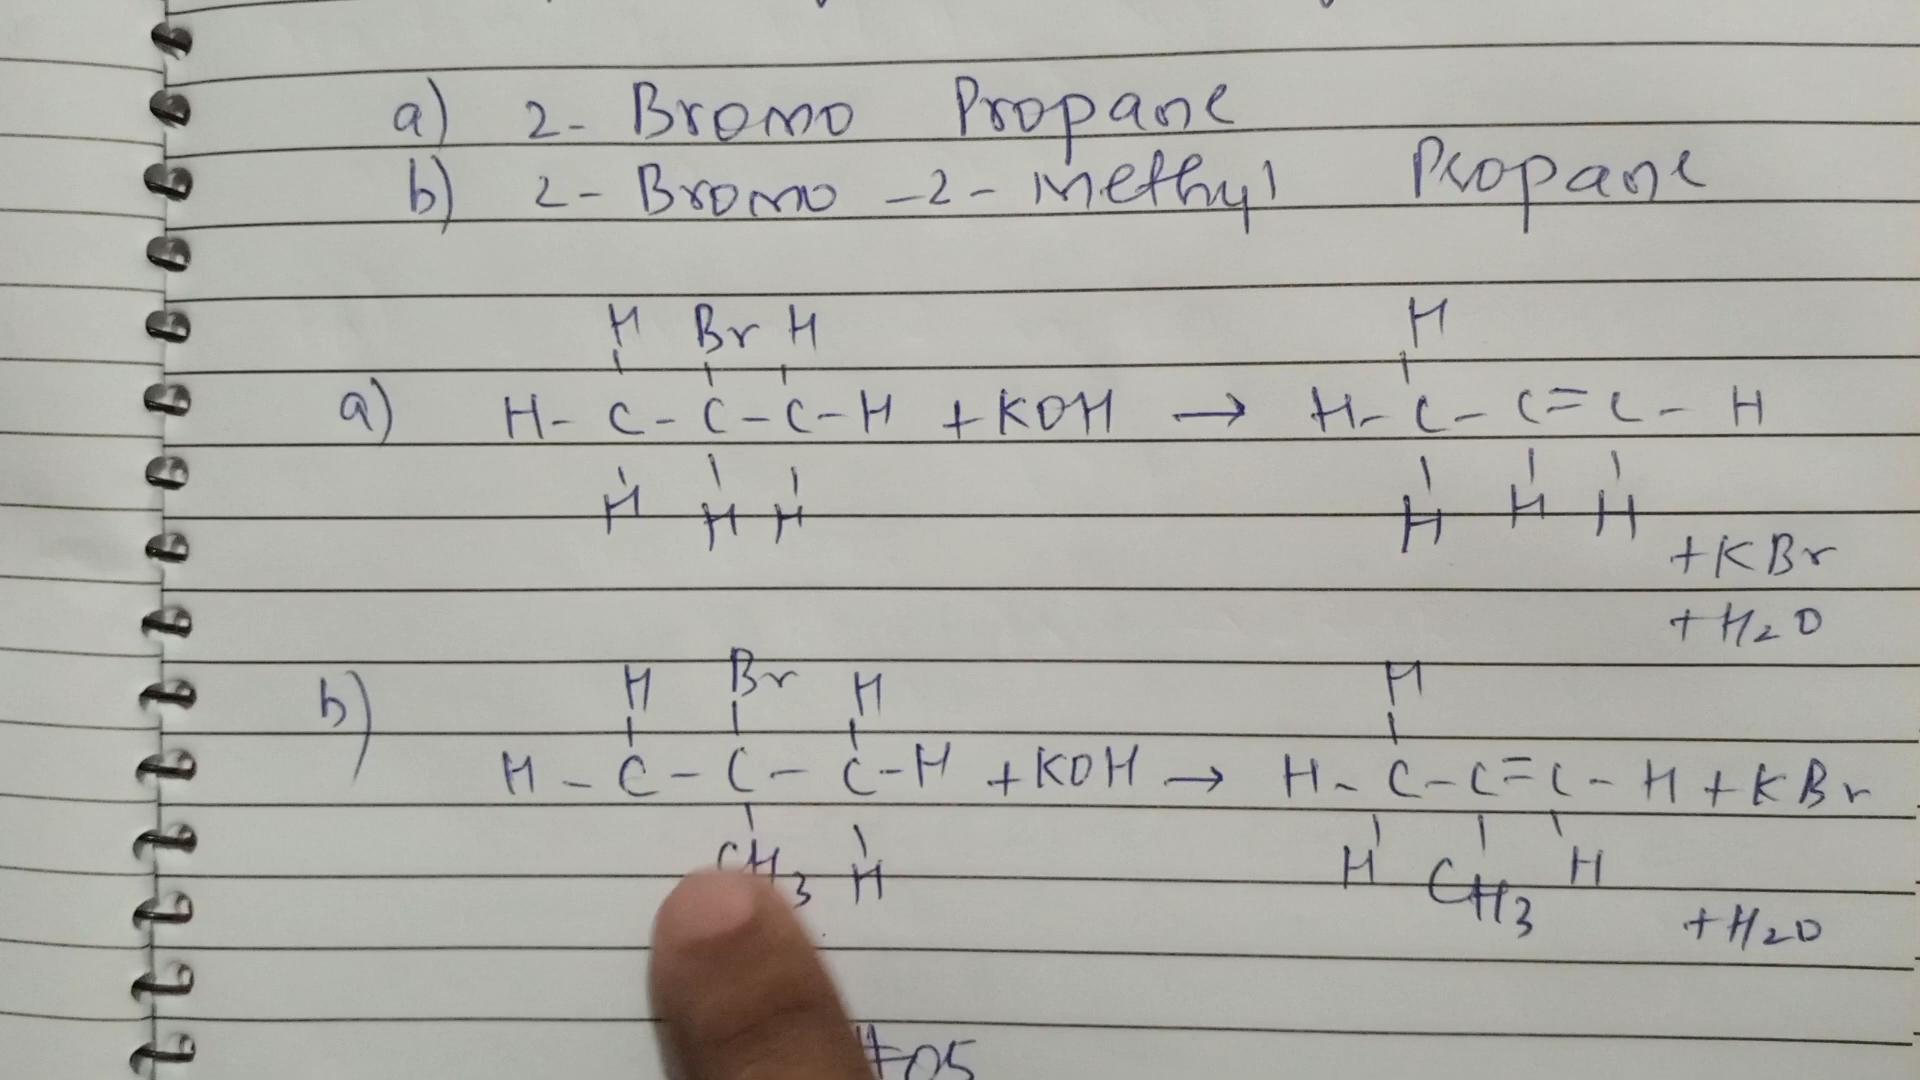 a) 2- Bromo Propane
b) 2- Bromo -2- Methyl Propane
H Br H H
a) H- C - C - C - H + KOH → H - C - C = C - H
H H H H H H
+ KBr
+ H2O
b) H Br H H
H - C - C - C - H + KOH → H - C - C = C - H + KBr
CH3 H H CH3 H
+ H2O